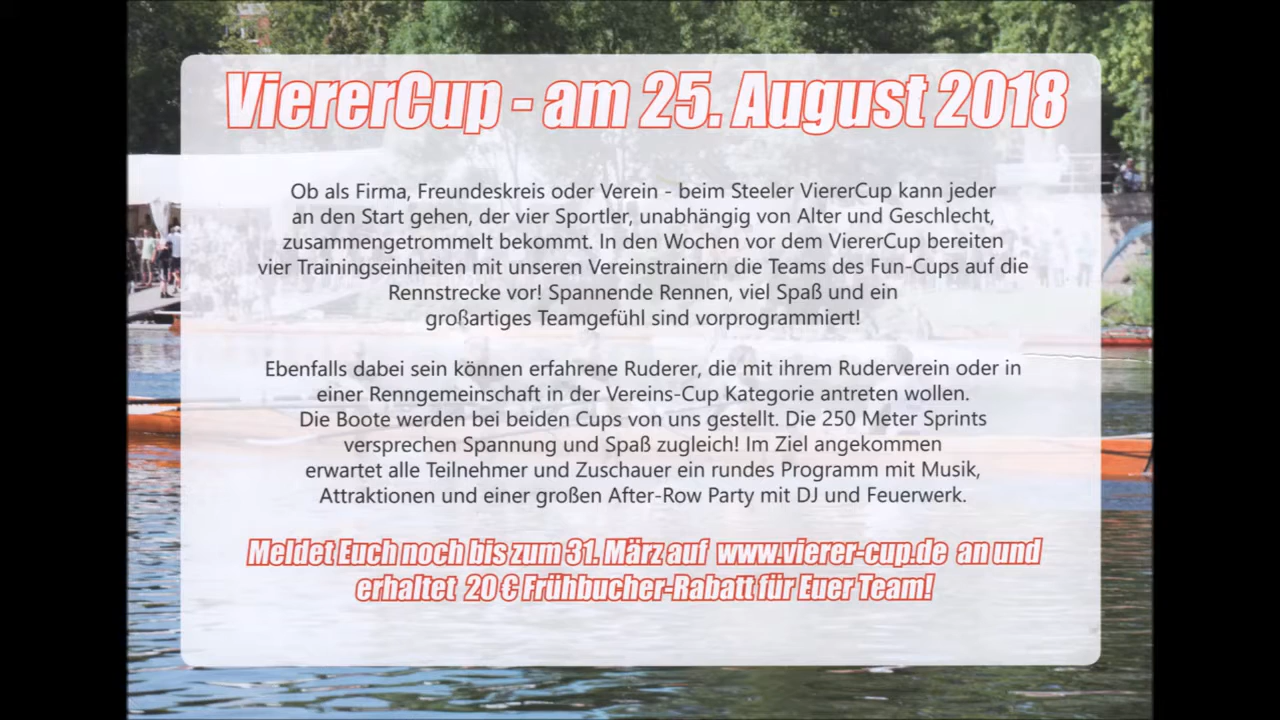 ViererCup - am 25. August 2018
Ob als Firma, Freundeskreis oder Verein - beim Steeler ViererCup kann jeder
an den Start gehen, der vier Sportler, unabhängig von Alter und Geschlecht,
zusammengetrommelt bekommt. In den Wochen vor dem ViererCup bereiten
vier Trainingseinheiten mit unseren Vereinstrainern die Teams des Fun-Cups auf die
Rennstrecke vor! Spannende Rennen, viel Spaß und ein
großartiges Teamgefühl sind vorprogrammiert!
Ebenfalls dabei sein können erfahrene Ruderer, die mit ihrem Ruderverein oder in
einer Renngemeinschaft in der Vereins-Cup Kategorie antreten wollen.
Die Boote werden bei beiden Cups von uns gestellt. Die 250 Meter Sprints
versprechen Spannung und Spaß zugleich! Im Ziel angekommen
erwartet alle Teilnehmer und Zuschauer ein rundes Programm mit Musik,
Attraktionen und einer großen After-Row Party mit DJ und Feuerwerk.
Meldet Euch noch bis zum 31. März auf www.vierer-cup.de an und
erhaltet 20 € Frühbucher-Rabatt für Euer Team!